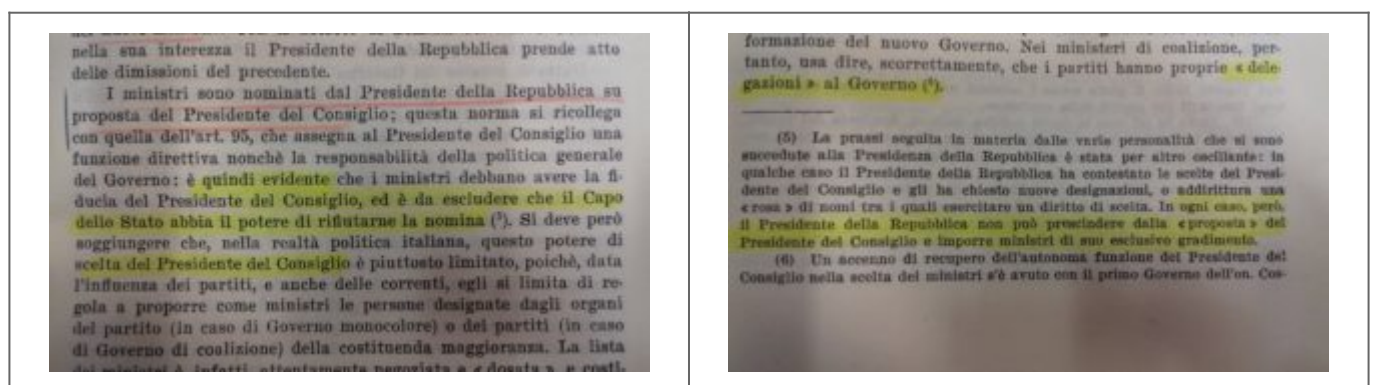 nella sua interezza il Presidente della Repubblica prende atto
delle dimissioni del precedente.
I ministri sono nominati dal Presidente della Repubblica su
proposta del Presidente del Consiglio; questa norma si ricollega
con quella dell'art. 95, che assegna al Presidente del Consiglio una
funzione direttiva nonchè la responsabilità della politica generale
del Governo: è quindi evidente che i ministri debbano avere la fi-
ducia del Presidente del Consiglio, ed è da escludere che il Capo
dello Stato abbia il potere di rifiutarne la nomina (⁵). Si deve però
soggiungere che, nella realtà politica italiana, questo potere di
scelta del Presidente del Consiglio è piuttosto limitato, poichè, data
l'influenza dei partiti, e anche delle correnti, egli si limita di re-
gola a proporre come ministri le persone designate dagli organi
del partito (in caso di Governo monocolore) o dei partiti (in caso
di Governo di coalizione) della costituenda maggioranza. La lista
dei ministri è, infatti, attentamente negoziata e « dosata », e costi-
formazione del nuovo Governo. Nei ministeri di coalizione, per-
tanto, usa dire, scorrettamente, che i partiti hanno proprie « dele-
gazioni » al Governo (⁶).
(5) La prassi seguita in materia dalle varie personalità che si sono
succedute alla Presidenza della Repubblica è stata per altro oscillante: in
qualche caso il Presidente della Repubblica ha contestato le scelte del Presi-
dente del Consiglio e gli ha chiesto nuove designazioni, o addirittura una
« rosa » di nomi tra i quali esercitare un diritto di scelta. In ogni caso, però,
il Presidente della Repubblica non può prescindere dalla « proposta » del
Presidente del Consiglio e imporre ministri di suo esclusivo gradimento.
(6) Un accenno di recupero dell'autonoma funzione del Presidente del
Consiglio nella scelta dei ministri s'è avuto con il primo Governo dell'on. Cos-